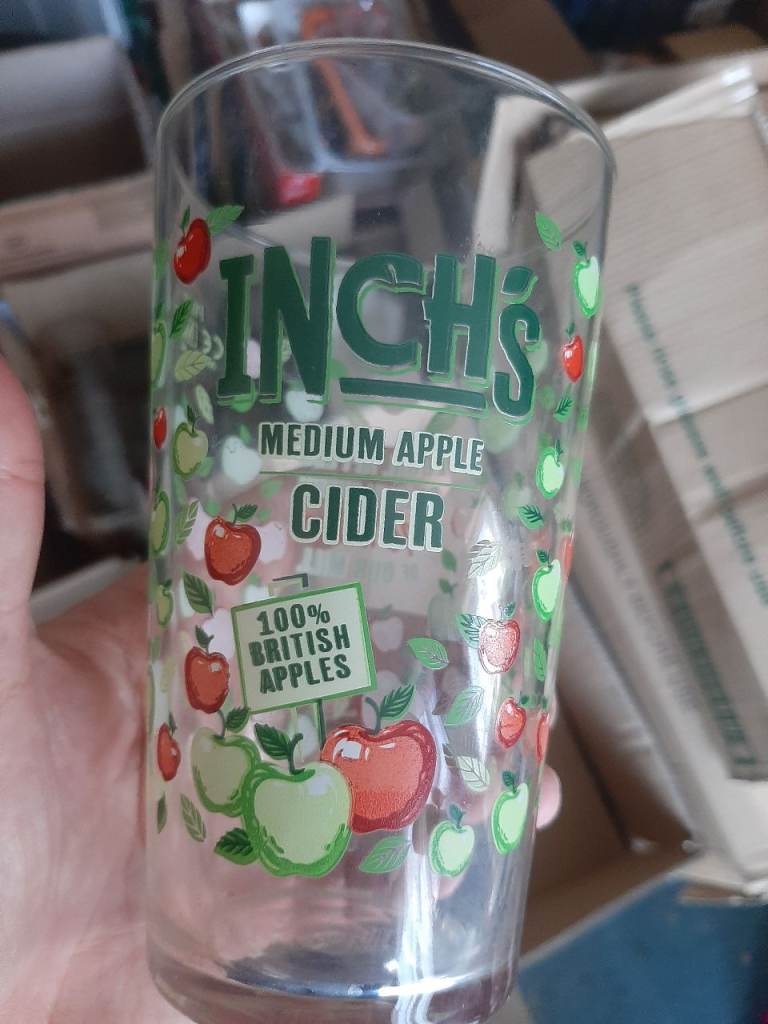 INCH'S
MEDIUM APPLE
CIDER
100%
BRITISH
APPLES